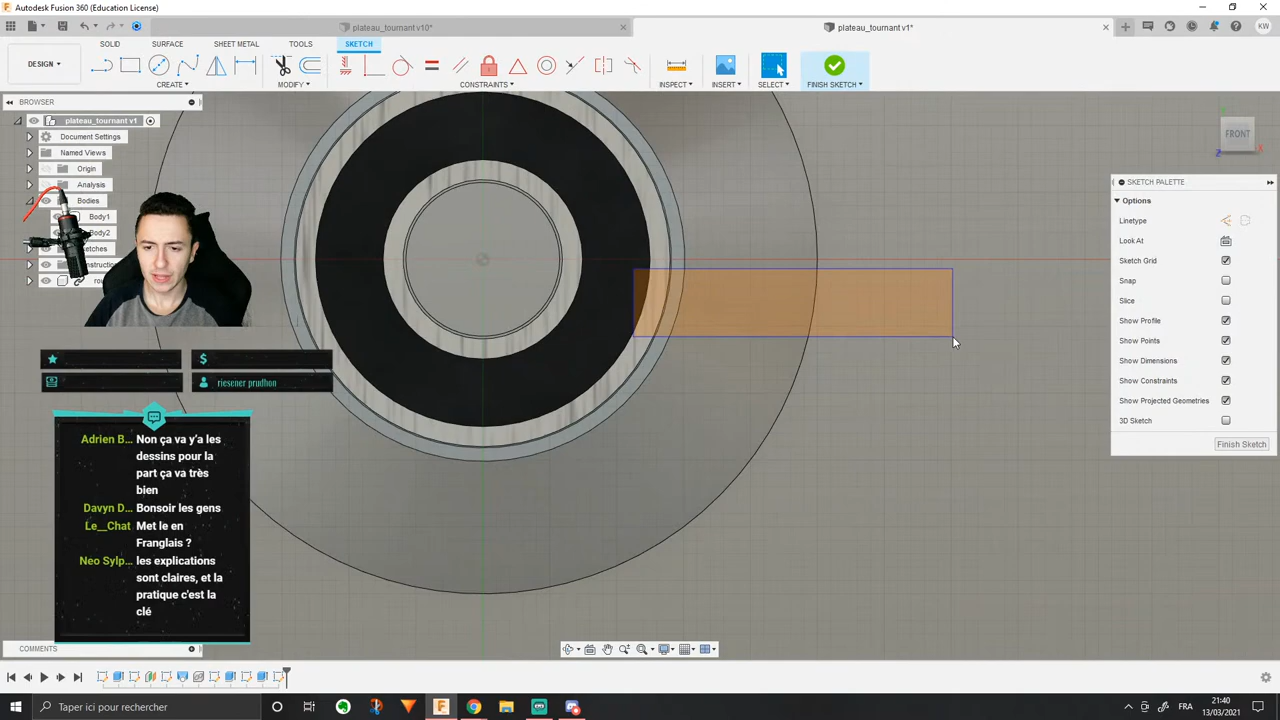 Autodesk Fusion 360 (Education License)
plateau_tournant v10*
plateau_tournant v1*
KW
SOLID
SURFACE
SHEET METAL
TOOLS
SKETCH
DESIGN
CREATE
MODIFY
CONSTRAINTS
INSPECT
INSERT
SELECT
FINISH SKETCH
BROWSER
plateau_tournant v1
Document Settings
Named Views
Origin
Analysis
Bodies
Body1
Body2
FRONT
Z
X
SKETCH PALETTE
Options
Linetype
Look At
Sketch Grid
Snap
Slice
Show Profile
Show Points
Show Dimensions
Show Constraints
Show Projected Geometries
3D Sketch
Finish Sketch
$
riesener prudhon
Adrien B... Non ça va y'a les
dessins pour la
part ça va très
bien
Davyn D... Bonsoir les gens
Le__Chat Met le en
Franglais ?
Neo Sylp... les explications
sont claires, et la
pratique c'est la
clé
COMMENTS
Taper ici pour rechercher
FRA
21:40
13/03/2021